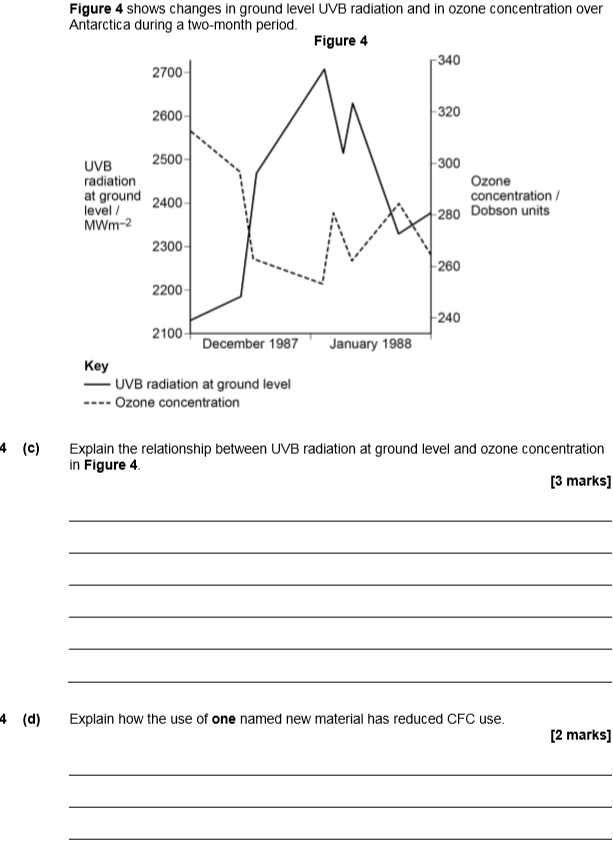 Figure 4 shows changes in ground level UVB radiation and in ozone concentration over
Antarctica during a two-month period.
Figure 4
2700
2600
2500
2400
2300
2200
2100
UVB
radiation
at ground
level /
MWm–2
340
320
300
280
260
240
Ozone
concentration /
Dobson units
December 1987
January 1988
Key
UVB radiation at ground level
Ozone concentration
4 (c) Explain the relationship between UVB radiation at ground level and ozone concentration
in Figure 4.
[3 marks]
4 (d) Explain how the use of one named new material has reduced CFC use.
[2 marks]